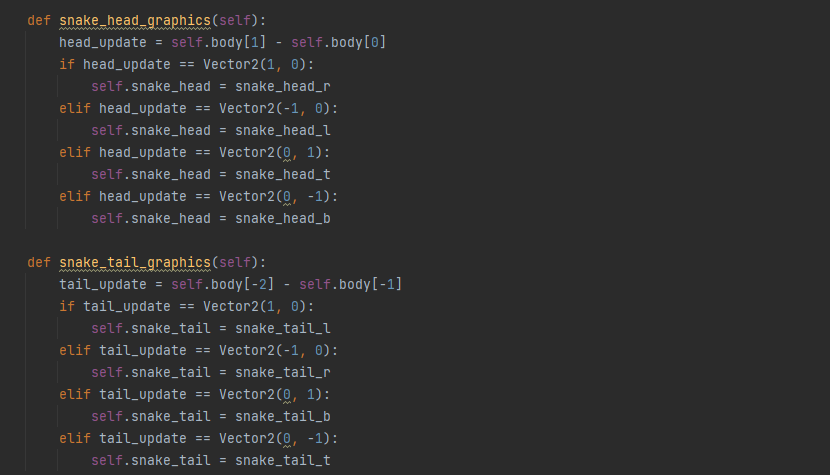 def snake_head_graphics(self):
    head_update = self.body[1] - self.body[0]
    if head_update == Vector2(1, 0):
        self.snake_head = snake_head_r
    elif head_update == Vector2(-1, 0):
        self.snake_head = snake_head_l
    elif head_update == Vector2(0, 1):
        self.snake_head = snake_head_t
    elif head_update == Vector2(0, -1):
        self.snake_head = snake_head_b

def snake_tail_graphics(self):
    tail_update = self.body[-2] - self.body[-1]
    if tail_update == Vector2(1, 0):
        self.snake_tail = snake_tail_l
    elif tail_update == Vector2(-1, 0):
        self.snake_tail = snake_tail_r
    elif tail_update == Vector2(0, 1):
        self.snake_tail = snake_tail_b
    elif tail_update == Vector2(0, -1):
        self.snake_tail = snake_tail_t